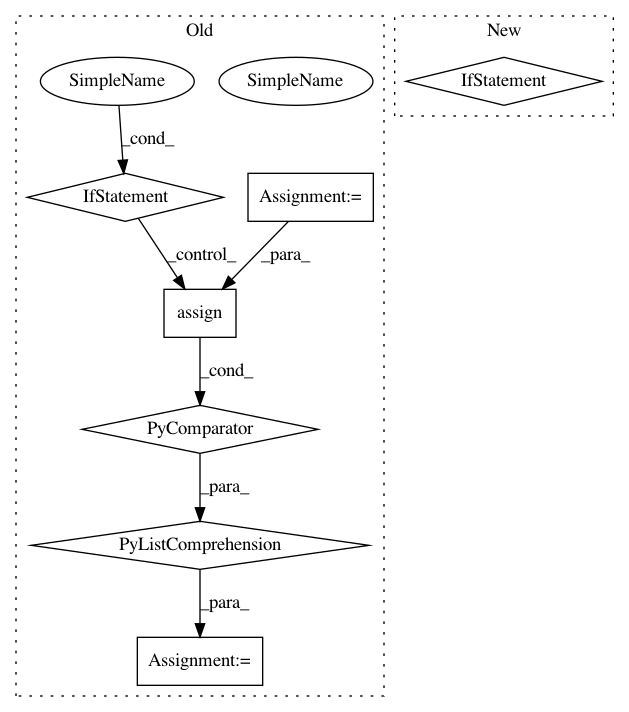 Old
New
SimpleName
SimpleName
IfStatement
_cond_
IfStatement
Assignment:=
_control_
_para_
assign
_cond_
PyComparator
_para_
PyListComprehension
_para_
Assignment:=